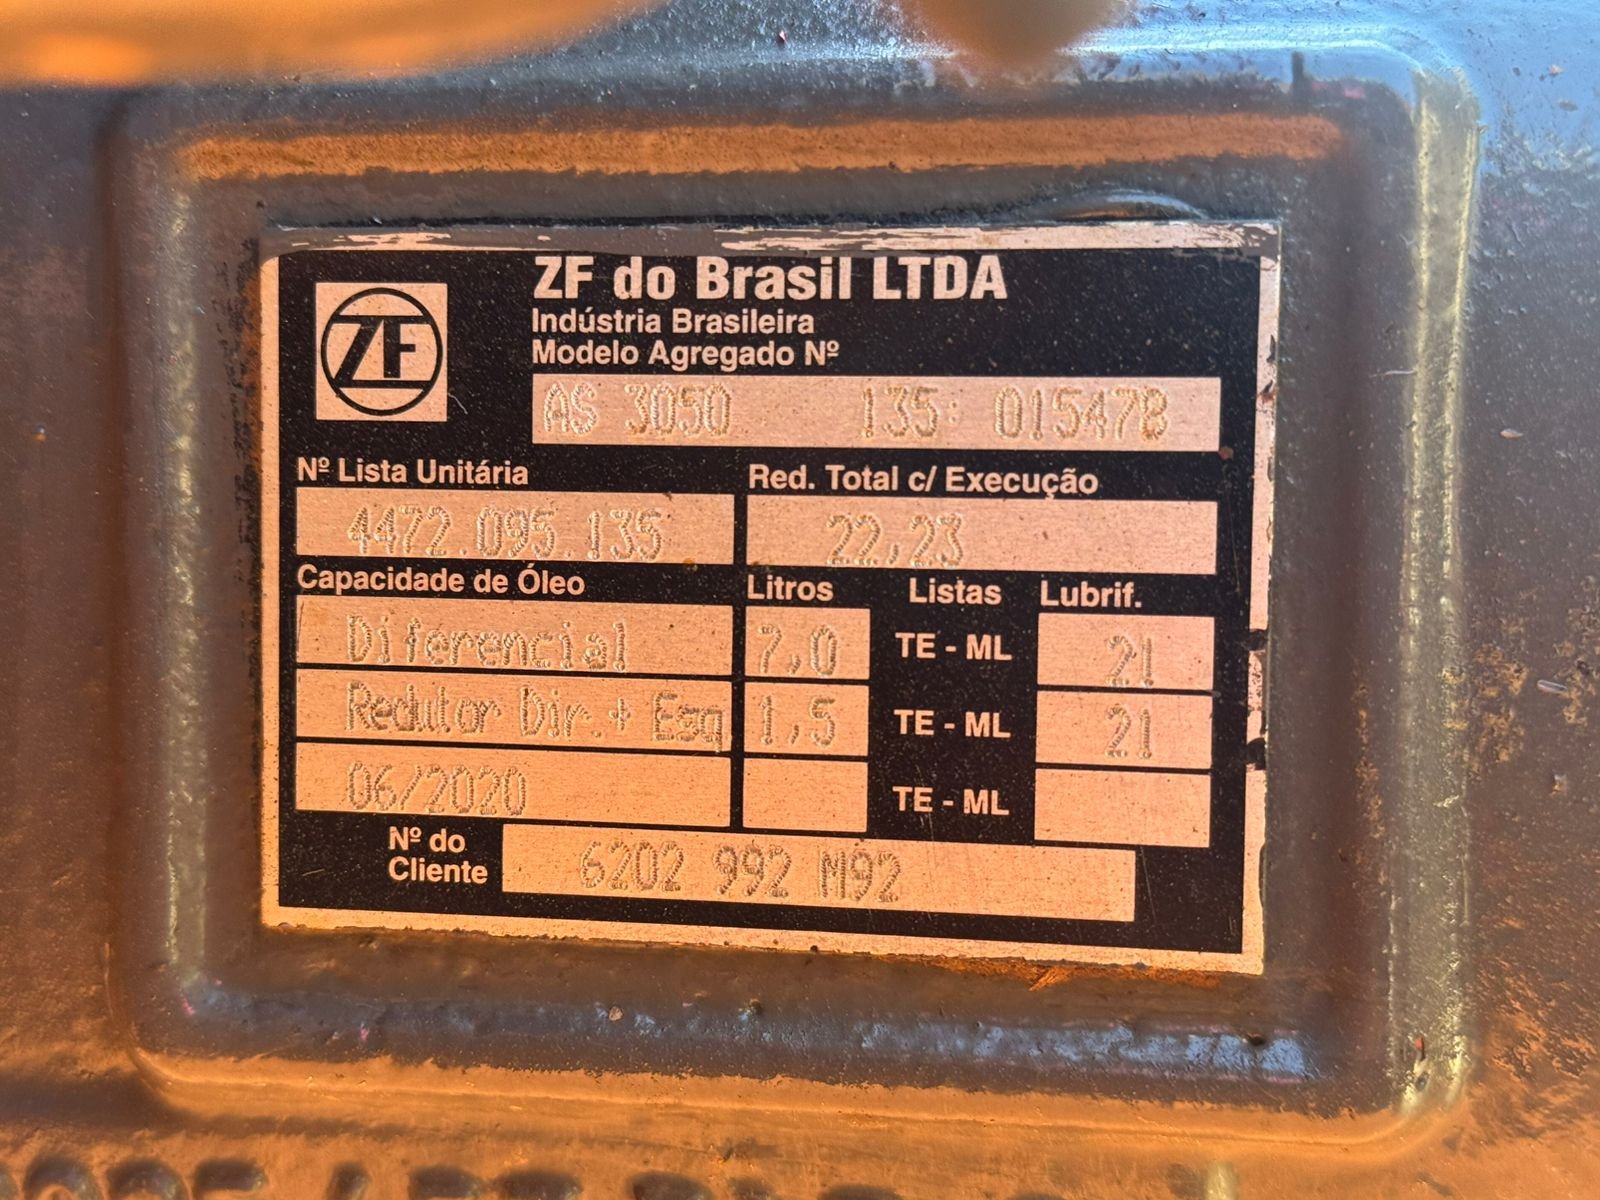 ZF
ZF do Brasil LTDA
Indústria Brasileira
Modelo Agregado Nº
AS 3050 135: 015478
Nº Lista Unitária Red. Total c/ Execução
4472.095.135 22,23
Capacidade de Óleo Litros Listas Lubrif.
Diferencial 7,0 TE - ML 21
Redutor Dir.+ Esq 1,5 TE - ML 21
06/2020 TE - ML
Nº do
Cliente 6202 992 M92